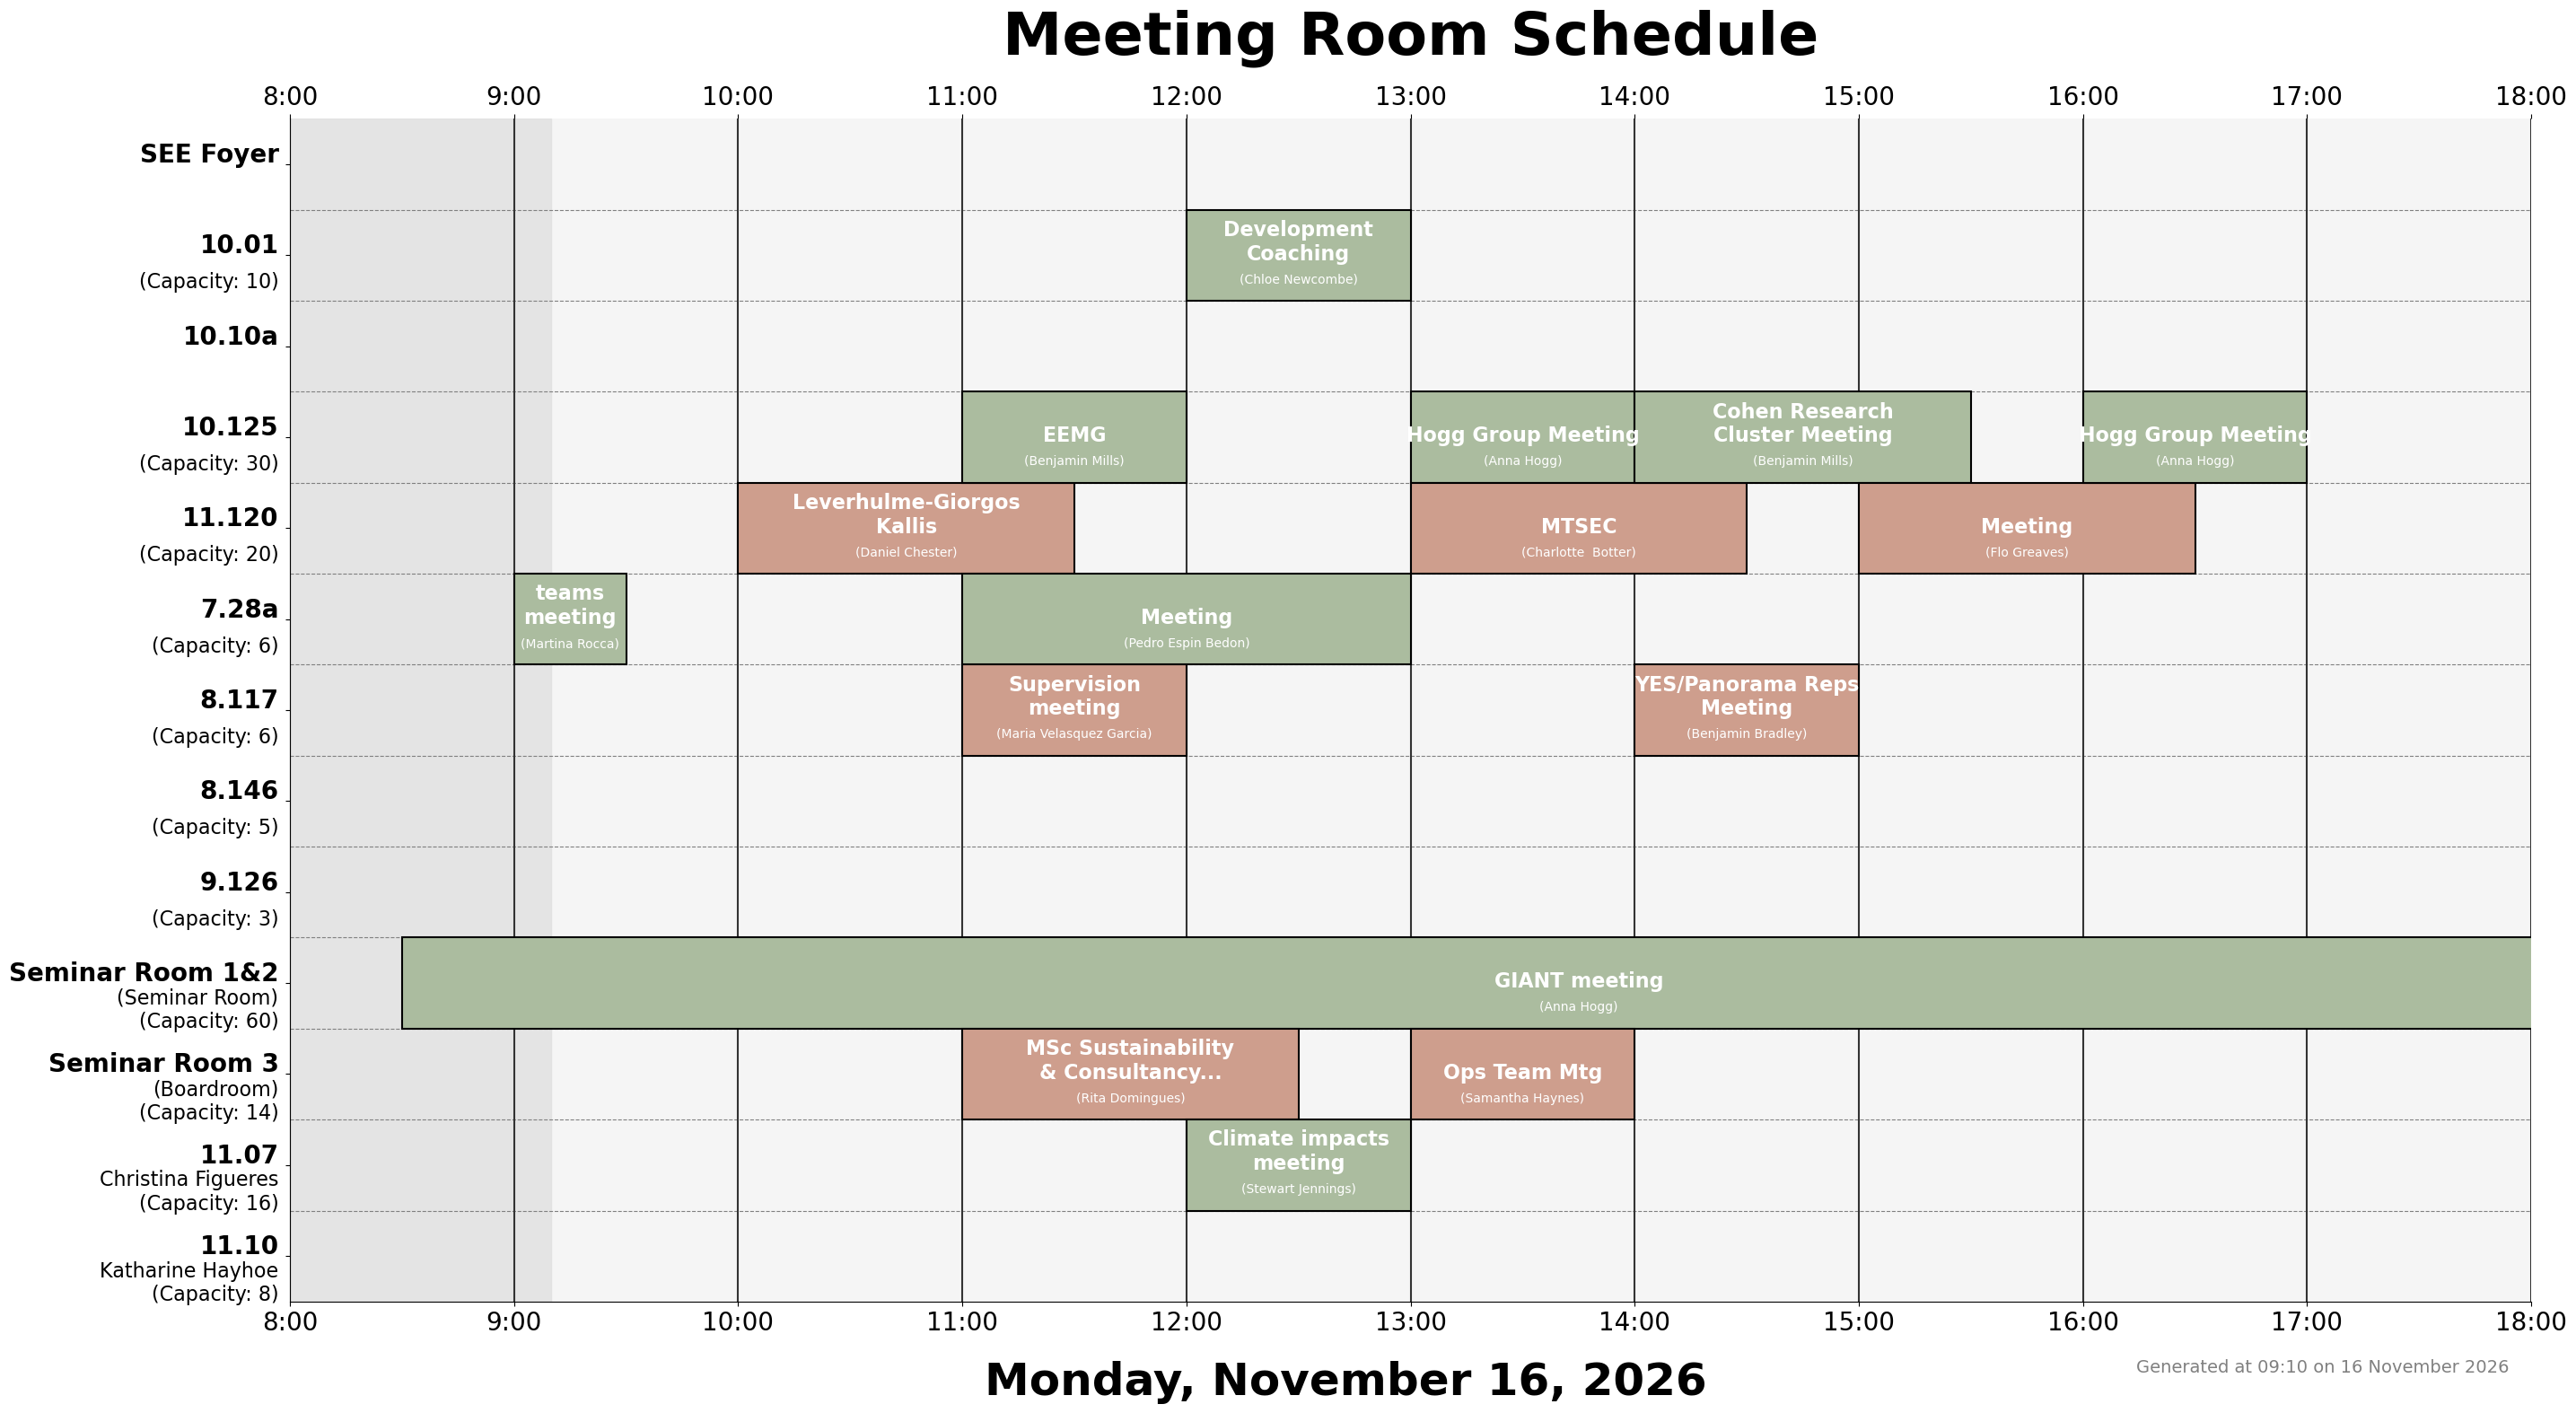 Meeting Room Schedule
8:00 9:00 10:00 11:00 12:00 13:00 14:00 15:00 16:00 17:00 18:00
SEE Foyer
10.01
(Capacity: 10)
Development
Coaching
(Chloe Newcombe)
10.10a
10.125
(Capacity: 30)
EEMG
(Benjamin Mills)
Hogg Group Meeting
(Anna Hogg)
Cohen Research
Cluster Meeting
(Benjamin Mills)
Hogg Group Meeting
(Anna Hogg)
11.120
(Capacity: 20)
Leverhulme-Giorgos
Kallis
(Daniel Chester)
MTSEC
(Charlotte  Botter)
Meeting
(Flo Greaves)
7.28a
(Capacity: 6)
teams
meeting
(Martina Rocca)
Meeting
(Pedro Espin Bedon)
8.117
(Capacity: 6)
Supervision
meeting
(Maria Velasquez Garcia)
YES/Panorama Reps
Meeting
(Benjamin Bradley)
8.146
(Capacity: 5)
9.126
(Capacity: 3)
Seminar Room 1&2
(Seminar Room)
(Capacity: 60)
GIANT meeting
(Anna Hogg)
Seminar Room 3
(Boardroom)
(Capacity: 14)
MSc Sustainability
& Consultancy...
(Rita Domingues)
Ops Team Mtg
(Samantha Haynes)
11.07
Christina Figueres
(Capacity: 16)
Climate impacts
meeting
(Stewart Jennings)
11.10
Katharine Hayhoe
(Capacity: 8)
8:00 9:00 10:00 11:00 12:00 13:00 14:00 15:00 16:00 17:00 18:00
Monday, November 16, 2026
Generated at 09:10 on 16 November 2026